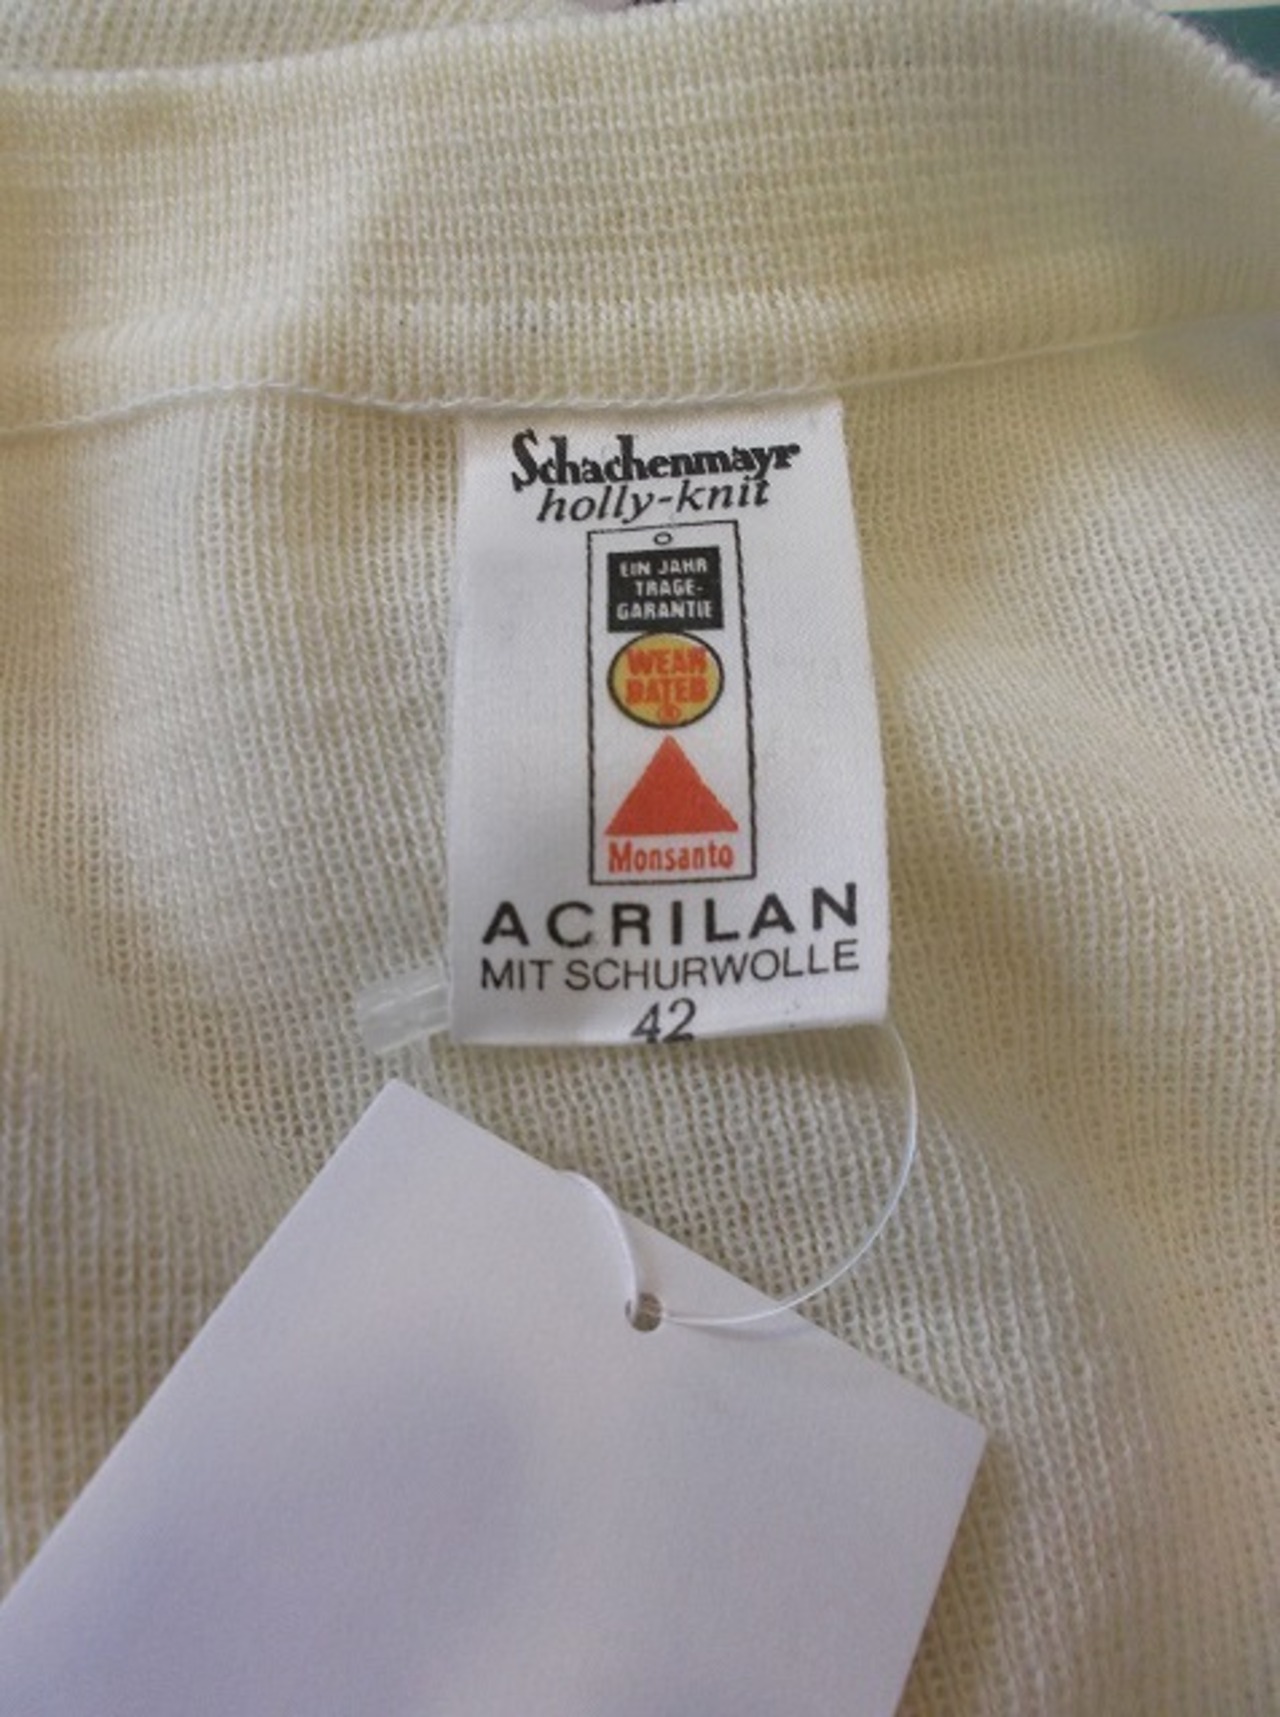 Schachenmayr
holly-knit
EIN JAHR
TRAGE-
GARANTIE
WEAR
DATED
®
Monsanto
ACRILAN
MIT SCHURWOLLE
42